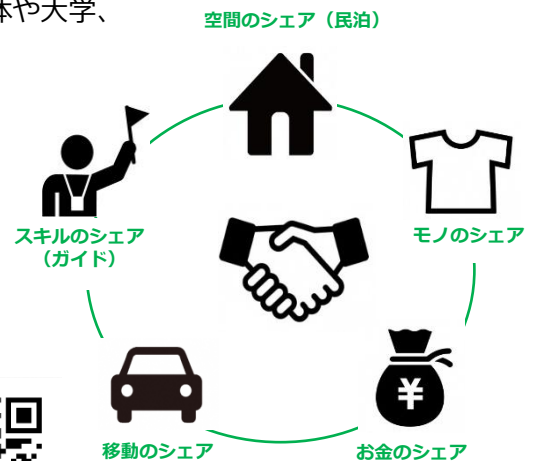 体や大学、
空間のシェア（民泊）
モノのシェア
スキルのシェア
（ガイド）
¥
移動のシェア
お金のシェア